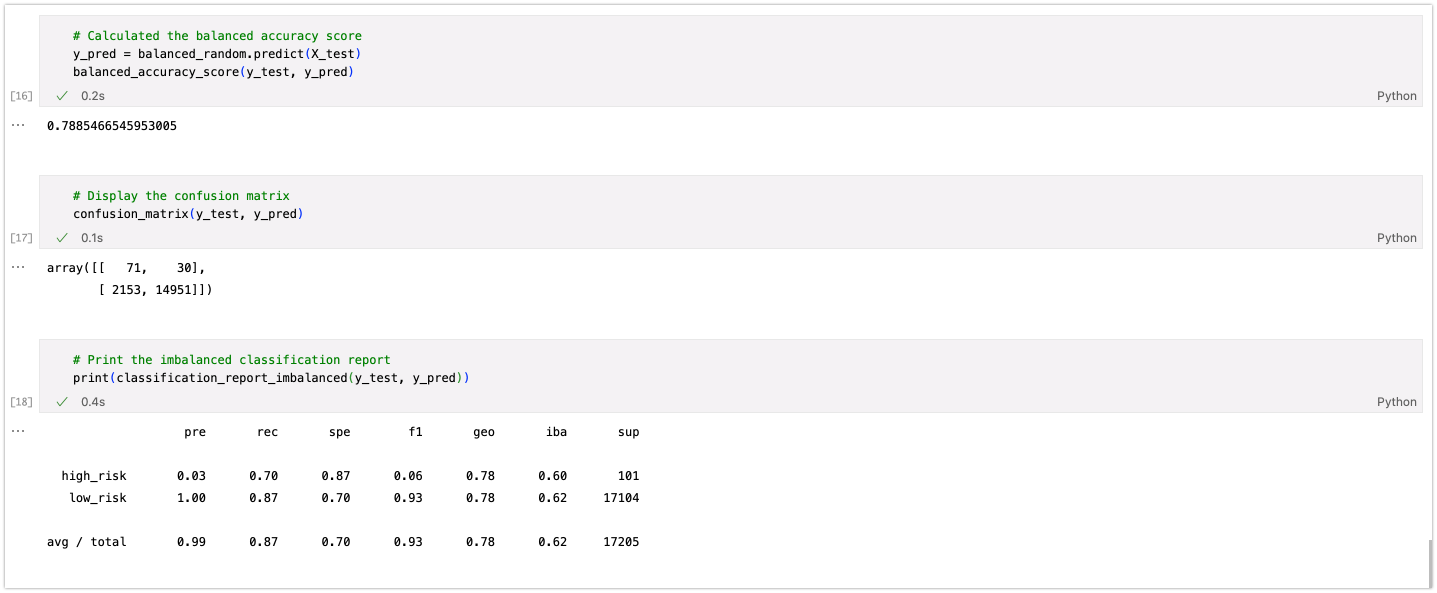 # Calculated the balanced accuracy score
y_pred = balanced_random.predict(X_test)
balanced_accuracy_score(y_test, y_pred)
[16] ✓ 0.2s Python
... 0.7885466545953005
# Display the confusion matrix
confusion_matrix(y_test, y_pred)
[17] ✓ 0.1s Python
... array([[   71,    30],
       [ 2153, 14951]])
# Print the imbalanced classification report
print(classification_report_imbalanced(y_test, y_pred))
[18] ✓ 0.4s Python
... pre rec spe f1 geo iba sup
high_risk 0.03 0.70 0.87 0.06 0.78 0.60 101
low_risk 1.00 0.87 0.70 0.93 0.78 0.62 17104
avg / total 0.99 0.87 0.70 0.93 0.78 0.62 17205